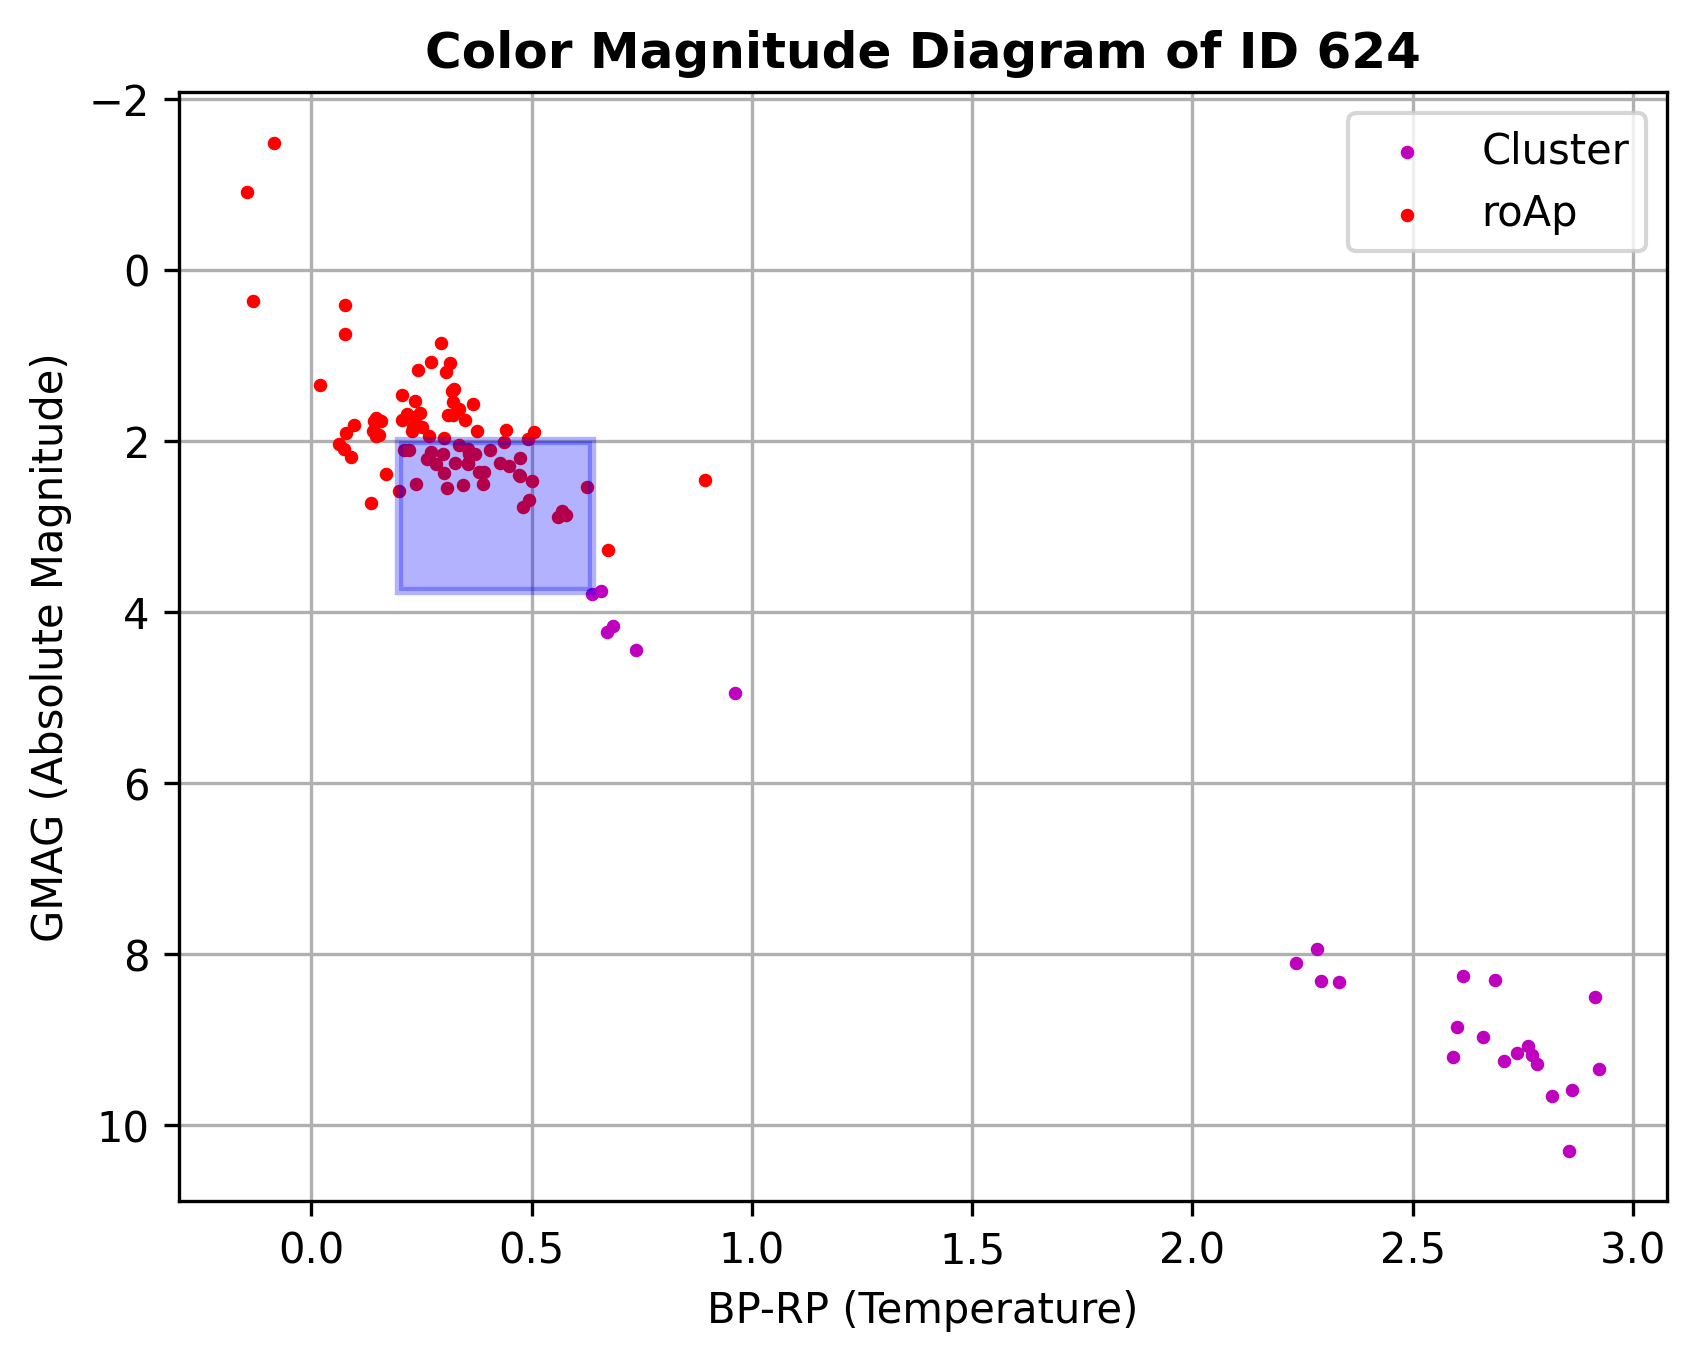 Color Magnitude Diagram of ID 624
Cluster
roAp
GMAG (Absolute Magnitude)
−2
0
2
4
6
8
10
0.0 0.5 1.0 1.5 2.0 2.5 3.0
BP-RP (Temperature)